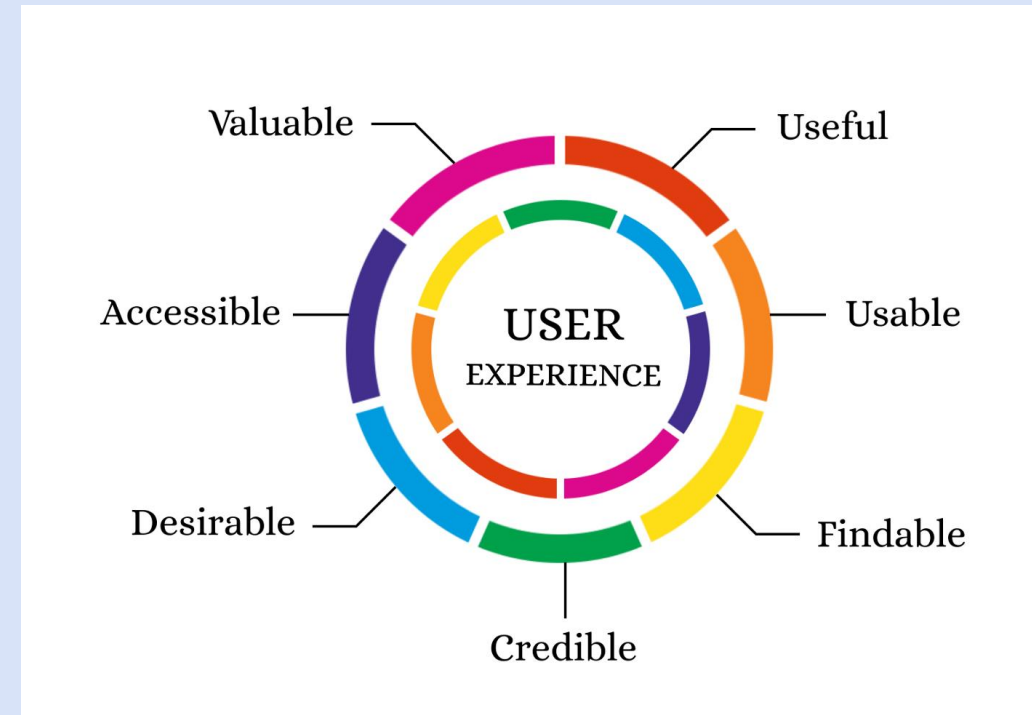 Valuable
Useful
Accessible
USER
EXPERIENCE
Usable
Desirable
Findable
Credible